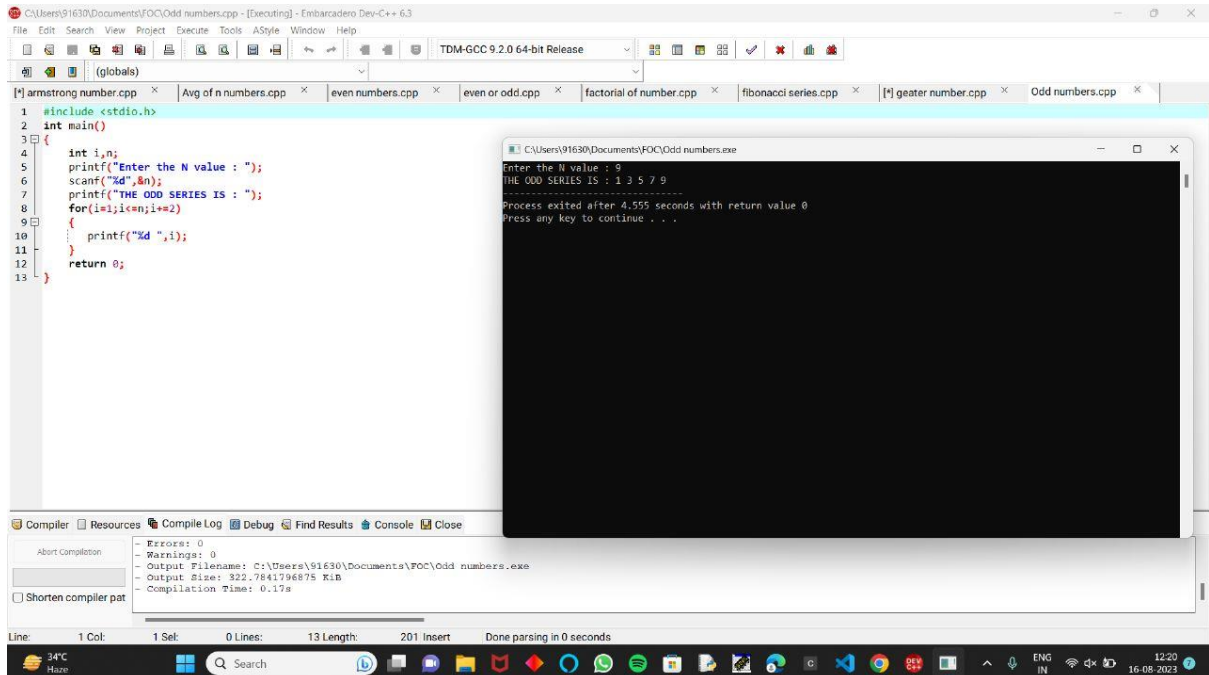 C:\Users\91630\Documents\FOC\Odd numbers.cpp - [Executing] - Embarcadero Dev-C++ 6.3
File Edit Search View Project Execute Tools AStyle Window Help
TDM-GCC 9.2.0 64-bit Release
(globals)
[*] armstrong number.cpp Avg of n numbers.cpp even numbers.cpp even or odd.cpp factorial of number.cpp fibonacci series.cpp [*] geater number.cpp Odd numbers.cpp
1 #include <stdio.h>
2 int main()
3 {
4 int i,n;
5 printf("Enter the N value : ");
6 scanf("%d",&n);
7 printf("THE ODD SERIES IS : ");
8 for(i=1;i<=n;i+=2)
9 {
10 printf("%d ",i);
11 }
12 return 0;
13 }
C:\Users\91630\Documents\FOC\Odd numbers.exe
Enter the N value : 9
THE ODD SERIES IS : 1 3 5 7 9
--------------------------------
Process exited after 4.555 seconds with return value 0
Press any key to continue . . .
Compiler Resources Compile Log Debug Find Results Console Close
Abort Compilation
Shorten compiler pat
- Errors: 0
- Warnings: 0
- Output Filename: C:\Users\91630\Documents\FOC\Odd numbers.exe
- Output Size: 322.7841796875 KiB
- Compilation Time: 0.17s
Line: 1 Col: 1 Sel: 0 Lines: 13 Length: 201 Insert Done parsing in 0 seconds
34°C
Haze
Search
DEV
C++
ENG
IN
12:20
16-08-2023